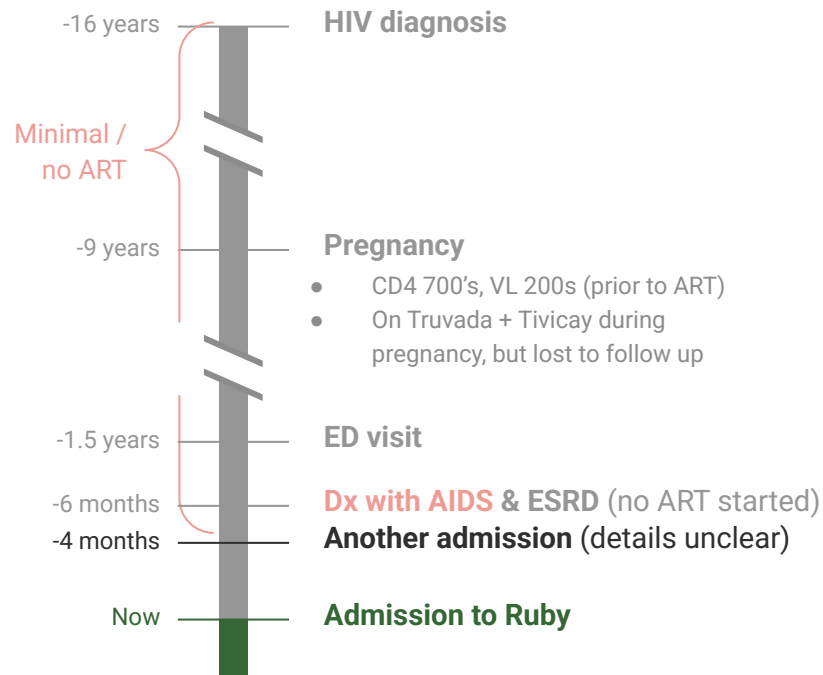 -16 years HIV diagnosis
Minimal /
no ART
-9 years Pregnancy
● CD4 700’s, VL 200s (prior to ART)
● On Truvada + Tivicay during
pregnancy, but lost to follow up
-1.5 years ED visit
-6 months Dx with AIDS & ESRD (no ART started)
-4 months Another admission (details unclear)
Now Admission to Ruby